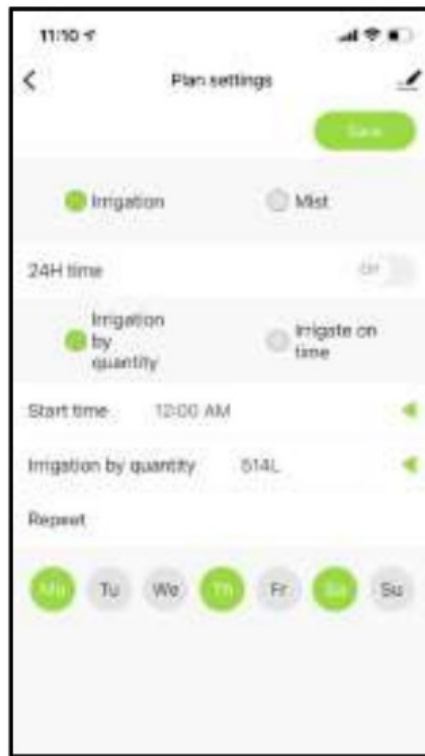 11:10
Plan settings
Save
Irrigation Mist
24H time Off
Irrigation by quantity Irrigate on time
Start time 12:00 AM
Irrigation by quantity 514L
Repeat
Mo Tu We Th Fr Sa Su